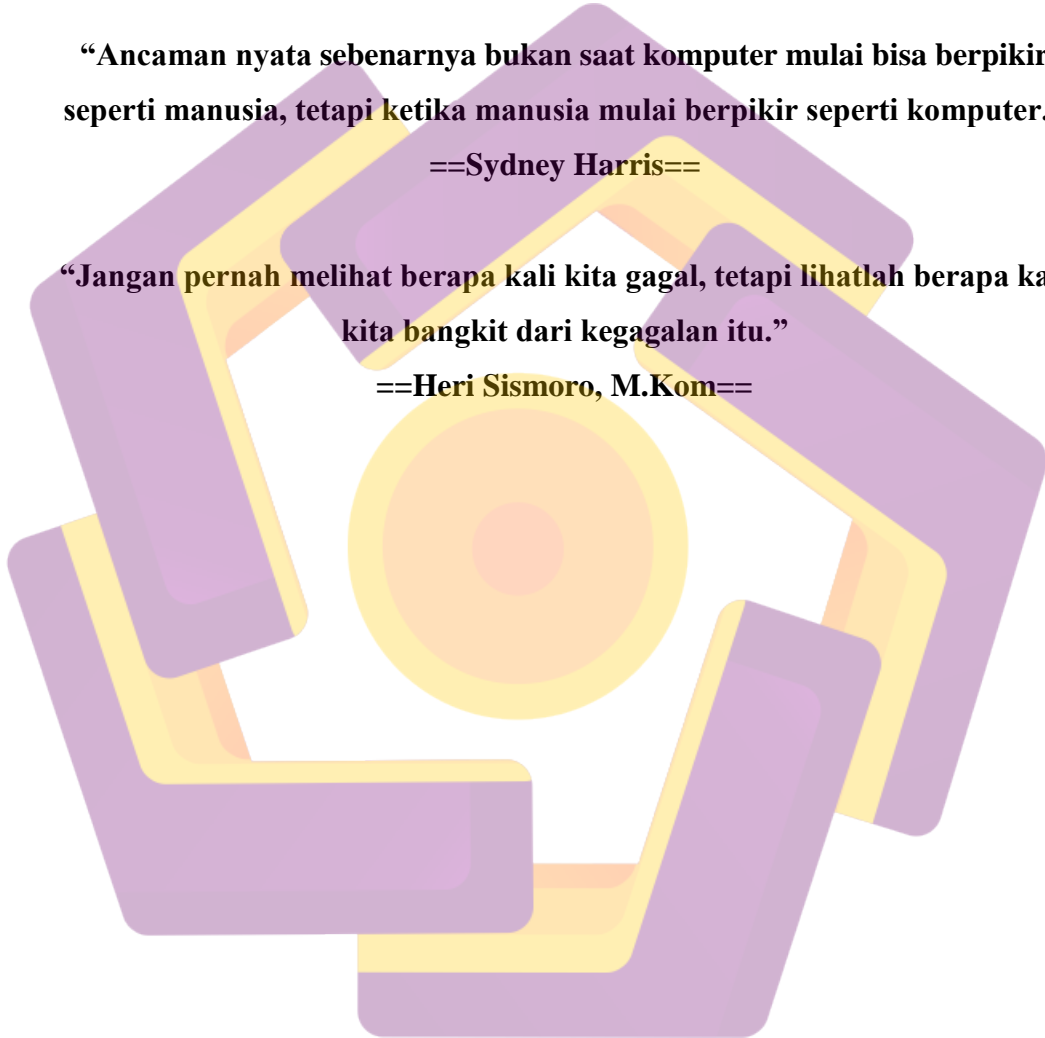 “Ancaman nyata sebenarnya bukan saat komputer mulai bisa berpikir
seperti manusia, tetapi ketika manusia mulai berpikir seperti komputer.
==Sydney Harris==
“Jangan pernah melihat berapa kali kita gagal, tetapi lihatlah berapa ka
kita bangkit dari kegagalan itu.”
==Heri Sismoro, M.Kom==